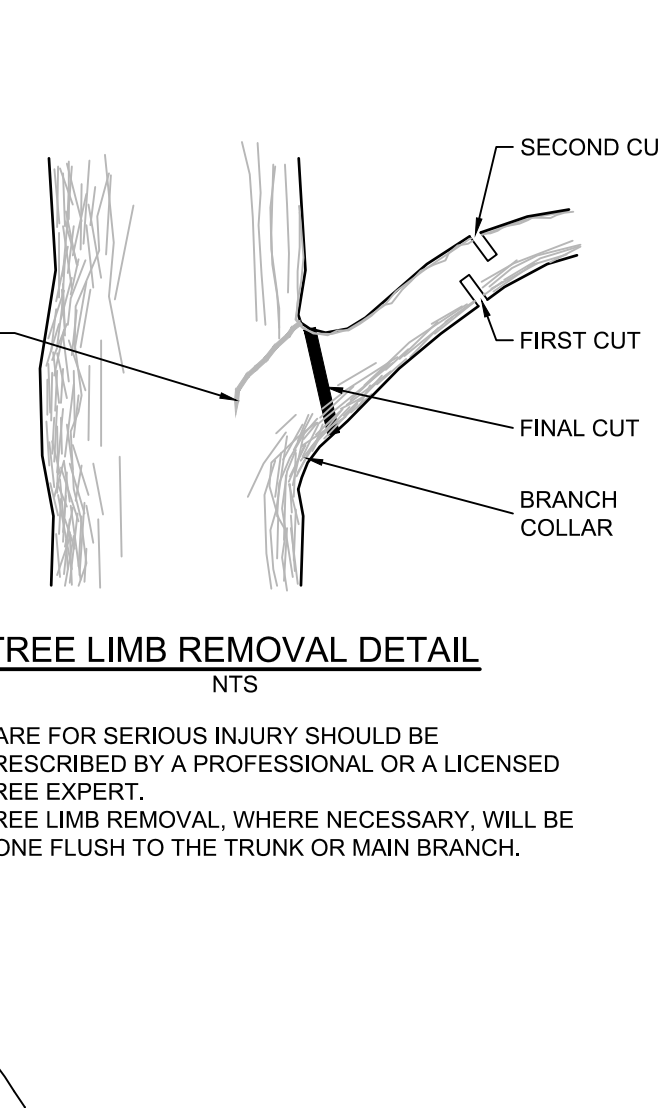 SECOND CU
FIRST CUT
FINAL CUT
BRANCH
COLLAR
TREE LIMB REMOVAL DETAIL
NTS
ARE FOR SERIOUS INJURY SHOULD BE
RESCRIBED BY A PROFESSIONAL OR A LICENSED
REE EXPERT.
REE LIMB REMOVAL, WHERE NECESSARY, WILL BE
ONE FLUSH TO THE TRUNK OR MAIN BRANCH.